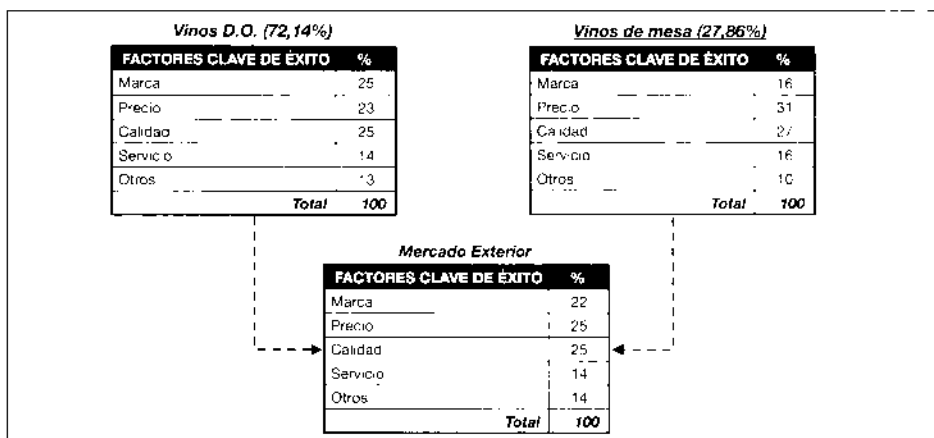 Vinos D.O. (72,14%)
FACTORES CLAVE DE ÉXITO %
Marca 25
Precio 23
Calidad 25
Servicio 14
Otros 13
Total 100
Vinos de mesa (27,86%)
FACTORES CLAVE DE ÉXITO %
Marca 16
Precio 31
Calidad 27
Servicio 16
Otros 10
Total 100
Mercado Exterior
FACTORES CLAVE DE ÉXITO %
Marca 22
Precio 25
Calidad 25
Servicio 14
Otros 14
Total 100